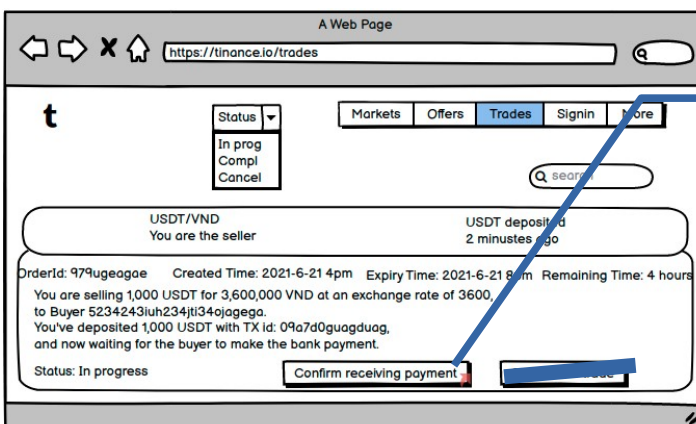 A Web Page
https://tinance.io/trades
t
Status
In prog
Compl
Cancel
Markets Offers Trades Signin More
search
USDT/VND USDT deposited
You are the seller 2 minustes ago
OrderId: 979ugeagae Created Time: 2021-6-21 4pm Expiry Time: 2021-6-21 8pm Remaining Time: 4 hours
You are selling 1,000 USDT for 3,600,000 VND at an exchange rate of 3600,
to Buyer 5234243iuh234jti34ojagega.
You've deposited 1,000 USDT with TX id: 09a7d0guagduag,
and now waiting for the buyer to make the bank payment.
Status: In progress Confirm receiving payment